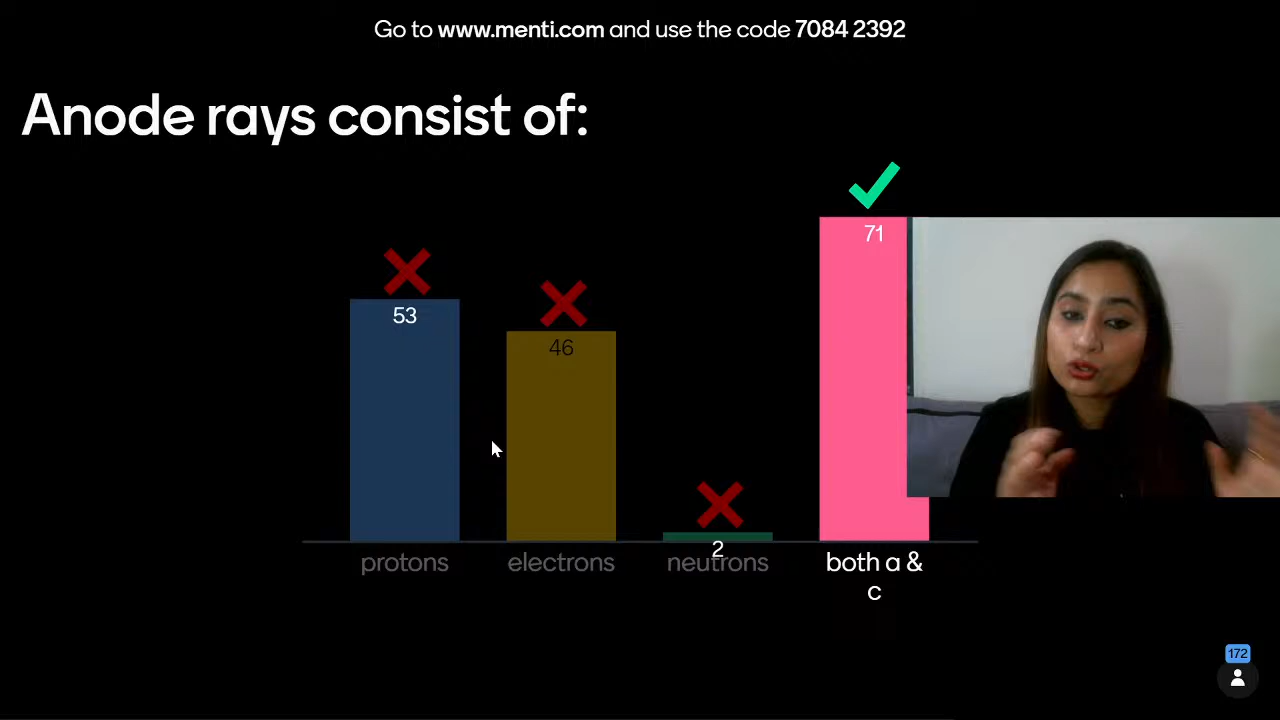 Go to www.menti.com and use the code 7084 2392
Anode rays consist of:
53
46
2
71
protons
electrons
neutrons
both a &
c
172